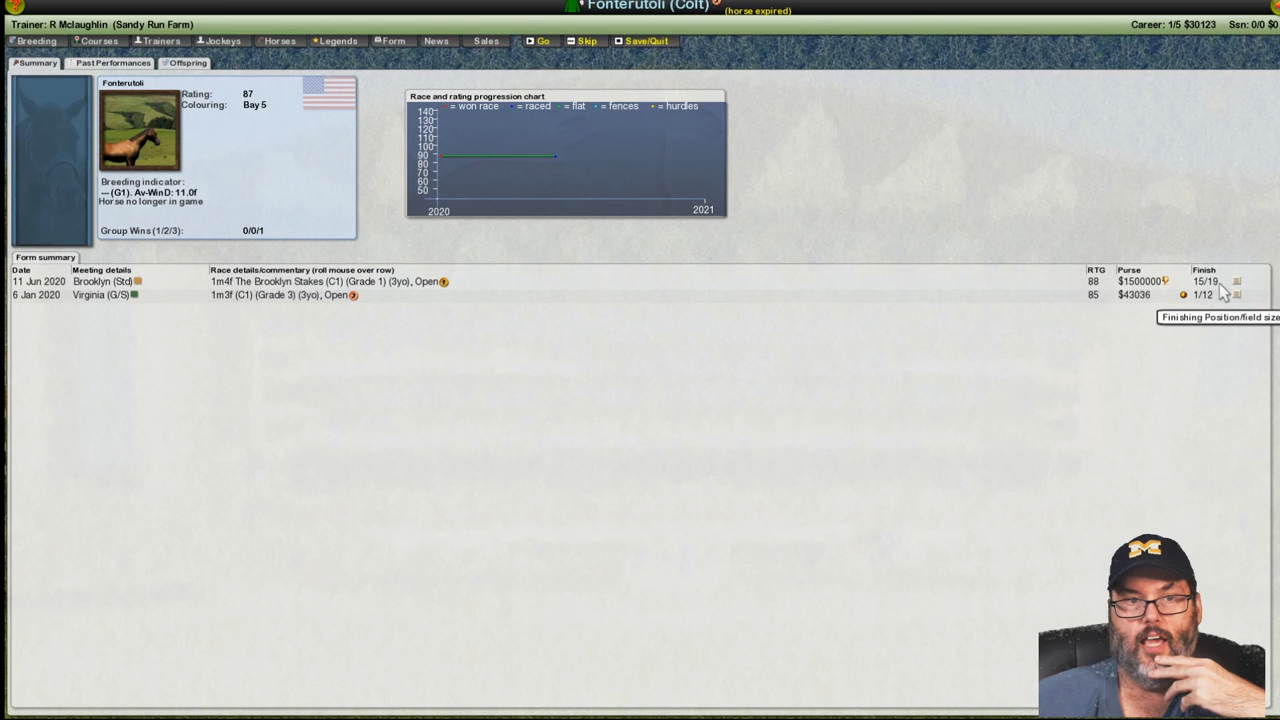 Fonterutoli (Colt)
(horse expired)
Trainer: R Mclaughlin (Sandy Run Farm)
Career: 1/5 $30123 Ssn: 0/0 $0
Breeding Courses Trainers Jockeys Horses Legends Form News Sales Go Skip Save/Quit
Summary Past Performances Offspring
Fonterutoli
Rating: 87
Colouring: Bay 5
Breeding indicator:
--- (G1). Av-WinD: 11.0f
Horse no longer in game
Group Wins (1/2/3): 0/0/1
Race and rating progression chart
= won race = raced = flat = fences = hurdles
140
130
120
110
100
90
80
70
60
50
2020 2021
Form summary
Date Meeting details Race details/commentary (roll mouse over row) RTG Purse Finish
11 Jun 2020 Brooklyn (Std) 1m4f The Brooklyn Stakes (C1) (Grade 1) (3yo), Open 88 $1500000 15/19
6 Jan 2020 Virginia (G/S) 1m3f (C1) (Grade 3) (3yo), Open 85 $43036 1/12
Finishing Position/field size
M